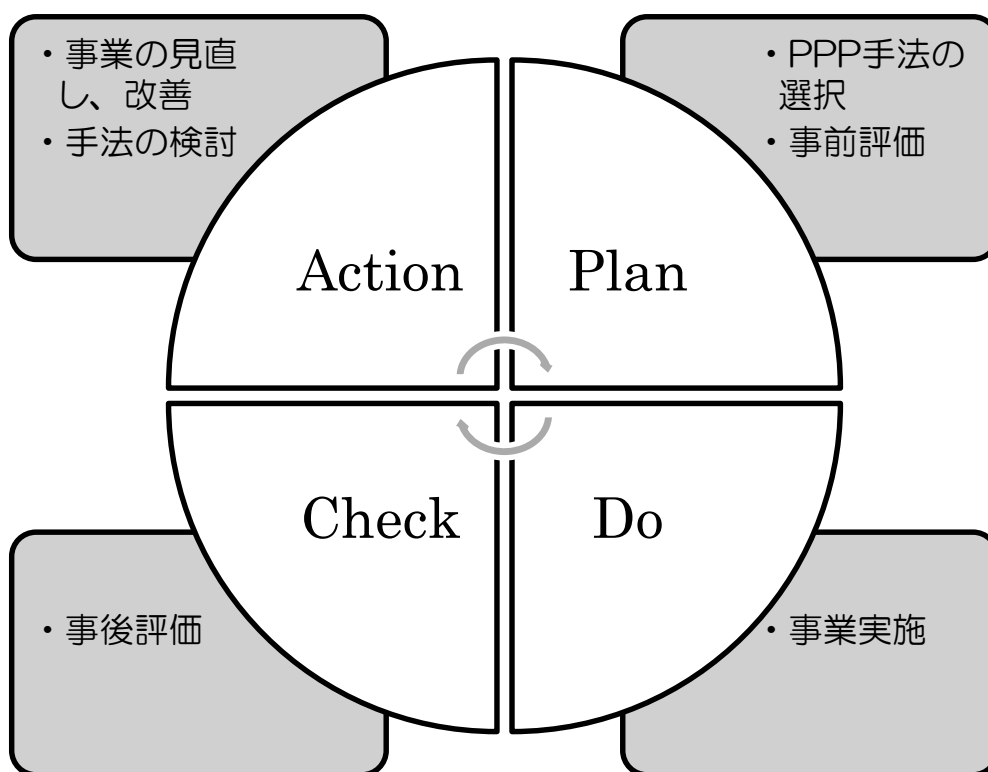 ・事業の見直
し、改善
・手法の検討
・PPP手法の
選択
・事前評価
Action
Plan
Check
Do
・事後評価
・事業実施